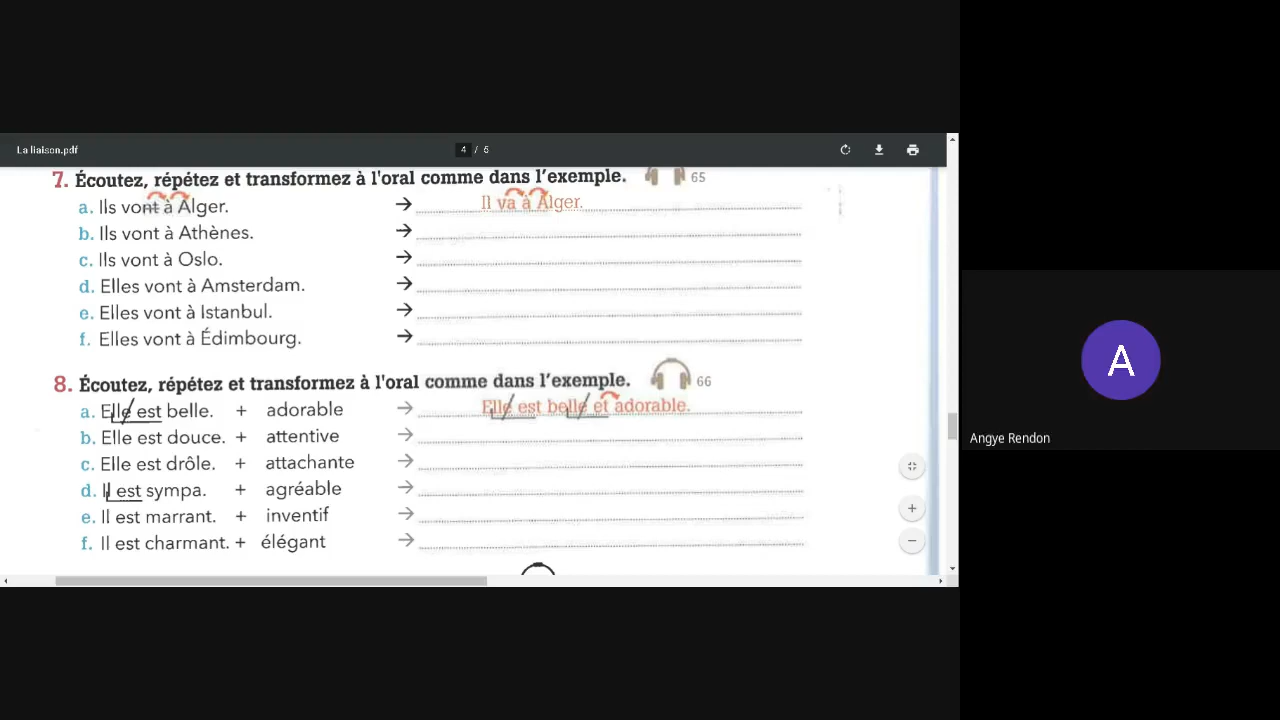 La liaison.pdf
4 / 5
7. Écoutez, répétez et transformez à l'oral comme dans l'exemple. 65
a. Ils vont à Alger. → Il va à Alger.
b. Ils vont à Athènes. →
c. Ils vont à Oslo. →
d. Elles vont à Amsterdam. →
e. Elles vont à Istanbul. →
f. Elles vont à Édimbourg. →
8. Écoutez, répétez et transformez à l'oral comme dans l'exemple. 66
a. Elle est belle. + adorable → Elle est belle et adorable.
b. Elle est douce. + attentive →
c. Elle est drôle. + attachante →
d. Il est sympa. + agréable →
e. Il est marrant. + inventif →
f. Il est charmant. + élégant →
A
Angye Rendon